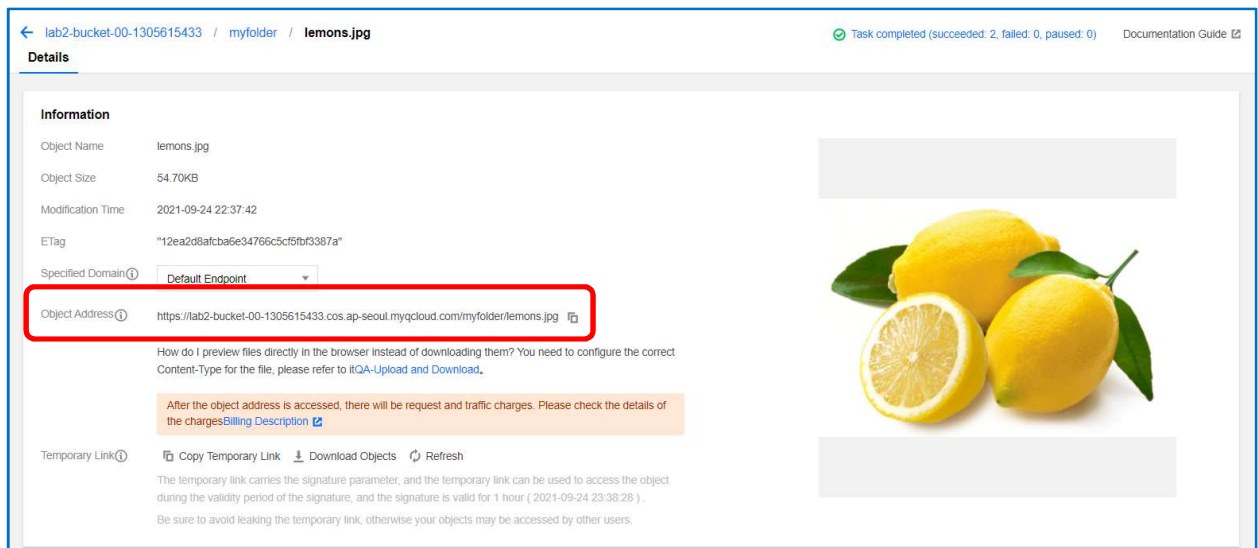 lab2-bucket-00-1305615433 / myfolder / lemons.jpg
Task completed (succeeded: 2, failed: 0, paused: 0)
Documentation Guide
Details
Information
Object Name lemons.jpg
Object Size 54.70KB
Modification Time 2021-09-24 22:37:42
ETag "12ea2d8afcba6e34766c5cf5fbf3387a"
Specified Domain Default Endpoint
Object Address https://lab2-bucket-00-1305615433.cos.ap-seoul.myqcloud.com/myfolder/lemons.jpg
How do I preview files directly in the browser instead of downloading them? You need to configure the correct
Content-Type for the file, please refer to itQA-Upload and Download。
After the object address is accessed, there will be request and traffic charges. Please check the details of
the chargesBilling Description
Temporary Link Copy Temporary Link Download Objects Refresh
The temporary link carries the signature parameter, and the temporary link can be used to access the object
during the validity period of the signature, and the signature is valid for 1 hour ( 2021-09-24 23:38:28 ) .
Be sure to avoid leaking the temporary link, otherwise your objects may be accessed by other users.